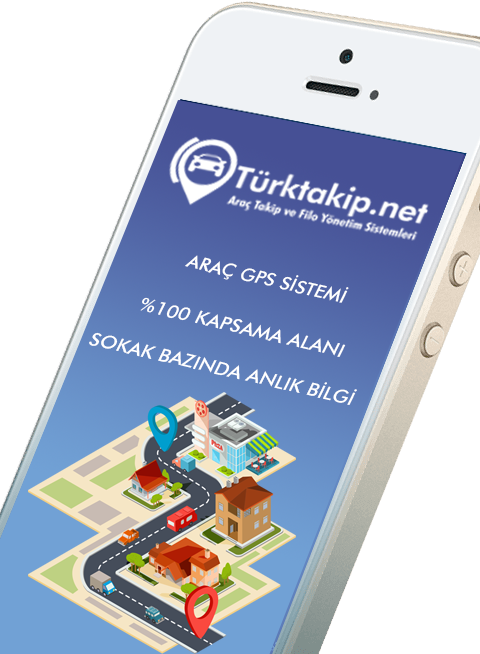 Türktakip.net
Araç Takip ve Filo Yönetim Sistemleri
ARAÇ GPS SİSTEMİ
%100 KAPSAMA ALANI
SOKAK BAZINDA ANLIK BİLGİ
Pizza